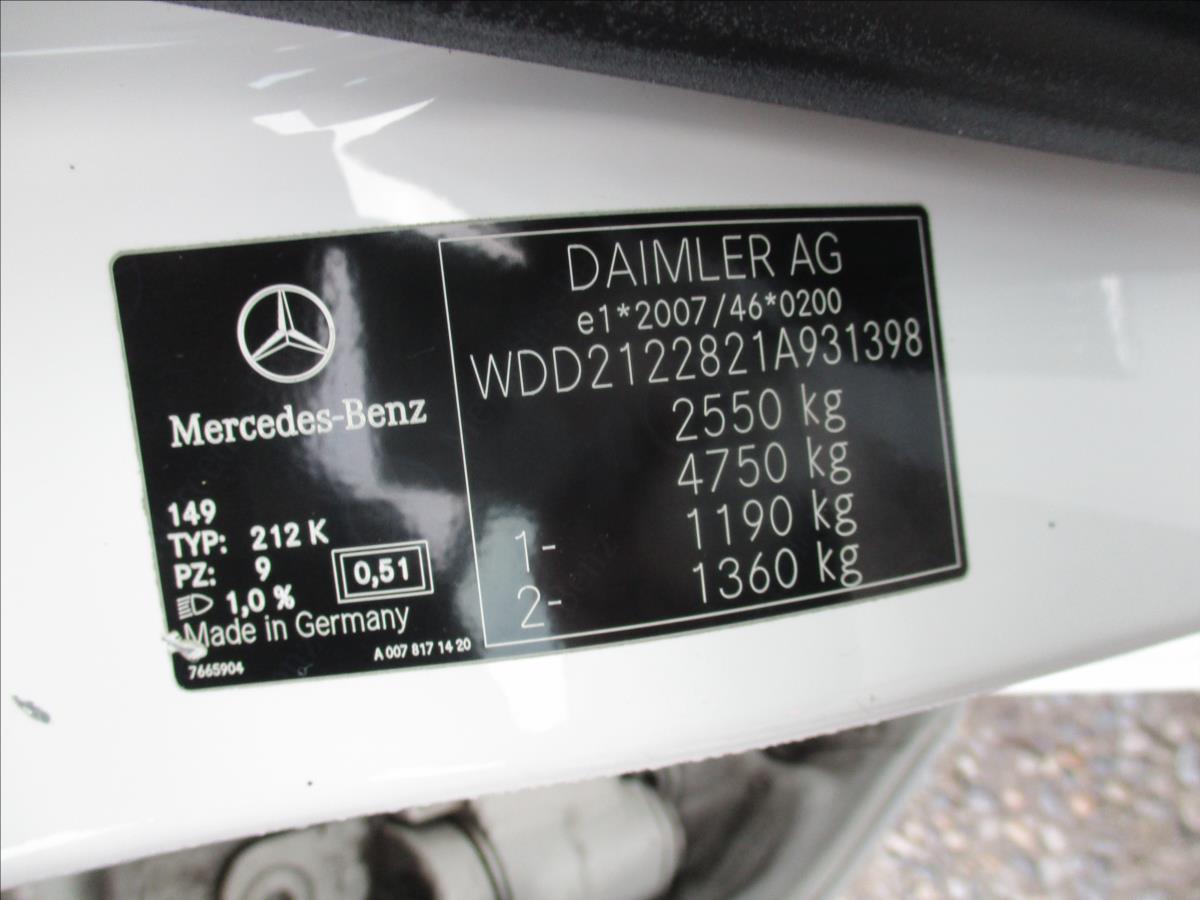 Mercedes-Benz
149
TYP: 212 K
PZ: 9
1,0 %
0,51
Made in Germany
7665904
A 007 817 14 20
DAIMLER AG
e1*2007/46*0200
WDD2122821A931398
2550 kg
4750 kg
1- 1190 kg
2- 1360 kg